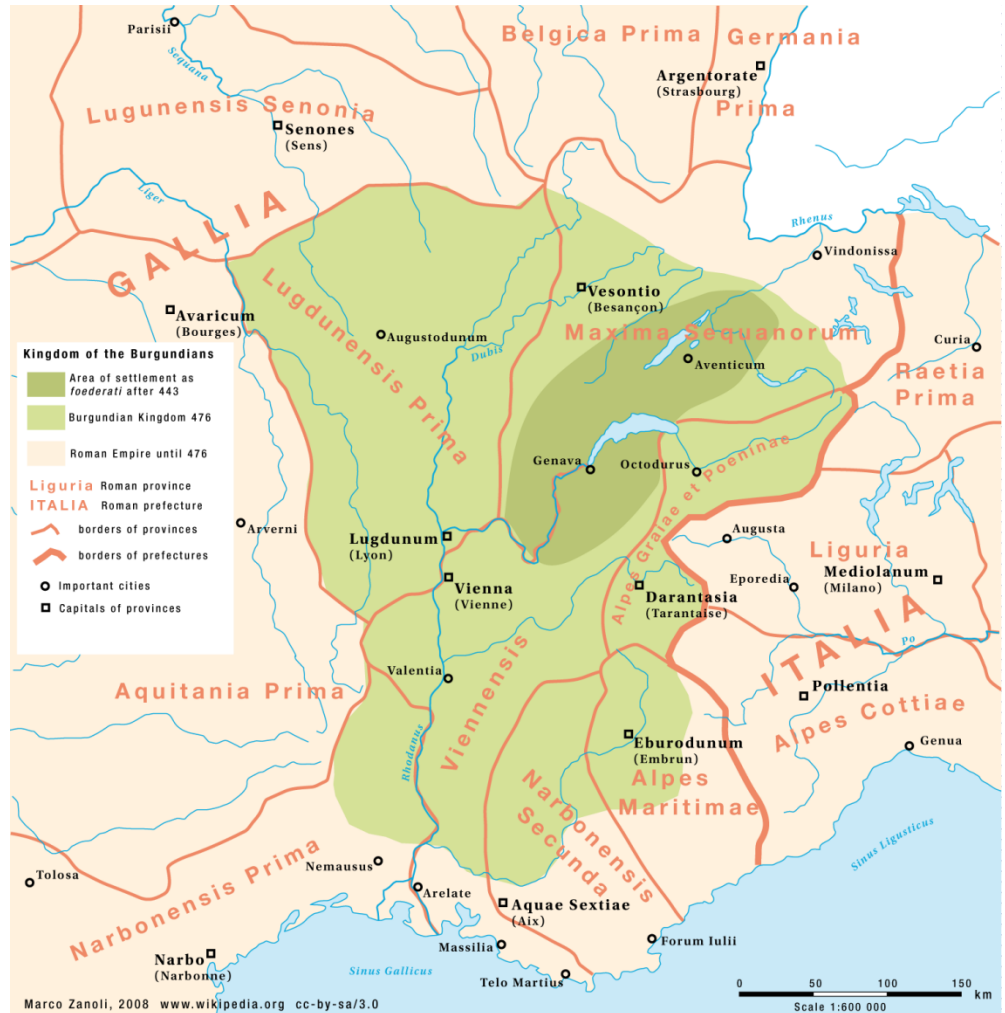 Parisii
Sequana
Belgica Prima
Germania
Prima
Argentorate
(Strasbourg)
Lugunensis Senonia
Senones
(Sens)
Liger
GALLIA
Rhenus
Vindonissa
Lugdunensis Prima
Vesontio
(Besançon)
Avaricum
(Bourges)
Augustodunum
Dubis
Maxima Sequanorum
Aventicum
Curia
Raetia
Prima
Kingdom of the Burgundians
Area of settlement as
foederati after 443
Burgundian Kingdom 476
Roman Empire until 476
Liguria Roman province
ITALIA Roman prefecture
borders of provinces
borders of prefectures
Important cities
Capitals of provinces
Genava
Octodurus
Alpes Graiae et Poeninae
Arverni
Lugdunum
(Lyon)
Augusta
Liguria
Mediolanum
(Milano)
Eporedia
Vienna
(Vienne)
Darantasia
(Tarantaise)
ITALIA
Po
Valentia
Aquitania Prima
Viennensis
Rhodanus
Pollentia
Alpes Cottiae
Genua
Eburodunum
(Embrun)
Alpes
Maritimae
Narbonensis
Secunda
Sinus Ligusticus
Tolosa
Narbonensis Prima
Nemausus
Arelate
Aquae Sextiae
(Aix)
Massilia
Forum Iulii
Telo Martius
Narbo
(Narbonne)
Sinus Gallicus
0 50 100 150 km
Scale 1:600 000
Marco Zanoli, 2008 www.wikipedia.org cc-by-sa/3.0